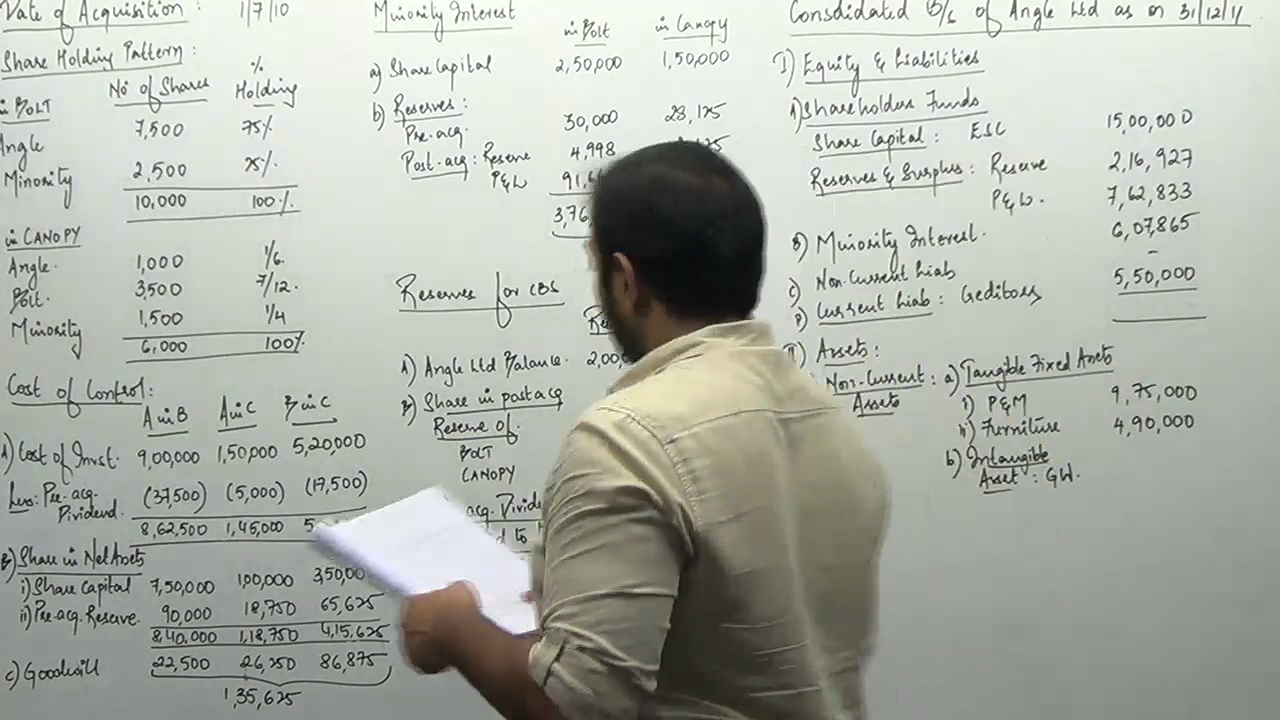 Date of Acquisition : 1/7/10
Share Holding Pattern :
No of Shares % Holding
in BOLT
Angle 7,500 75%
Minority 2,500 25%
10,000 100%
in CANOPY
Angle. 1,000 1/6
Bolt. 3,500 7/12
Minority 1,500 1/4
6,000 100%
Cost of Control :
A in B A in C B in C
A) Cost of Invst. 9,00,000 1,50,000 5,20,000
Less: Pre-acq. Dividend (37,500) (5,000) (17,500)
8,62,500 1,45,000
B) Share in Net Assets
i) Share Capital 7,50,000 1,00,000 3,50,000
ii) Pre-acq. Reserve. 90,000 18,750 65,625
8,40,000 1,18,750 4,15,625
c) Goodwill 22,500 26,250 86,875
1,35,625
Minority Interest
in Bolt in Canopy
a) Share Capital 2,50,000 1,50,000
b) Reserves :
Pre-acq. 30,000 28,125
Post-acq : Reserve 4,998
P&L
Reserves for CBS
A) Angle Ltd Balance.
B) Share in post acq Reserve of.
BOLT
CANOPY
Consolidated B/S of Angle Ltd as on 31/12/11
I) Equity & Liabilities
A) Shareholders Funds
Share Capital : ESC 15,00,000
Reserves & Surplus : Reserve 2,16,927
P&L. 7,62,833
B) Minority Interest. 6,07,865
C) Non-Current Liab -
D) Current Liab : Creditors 5,50,000
II) Assets :
Non-Current Assets : a) Tangible Fixed Assets
i) P&M 9,75,000
ii) Furniture 4,90,000
b) Intangible Asset : GW.